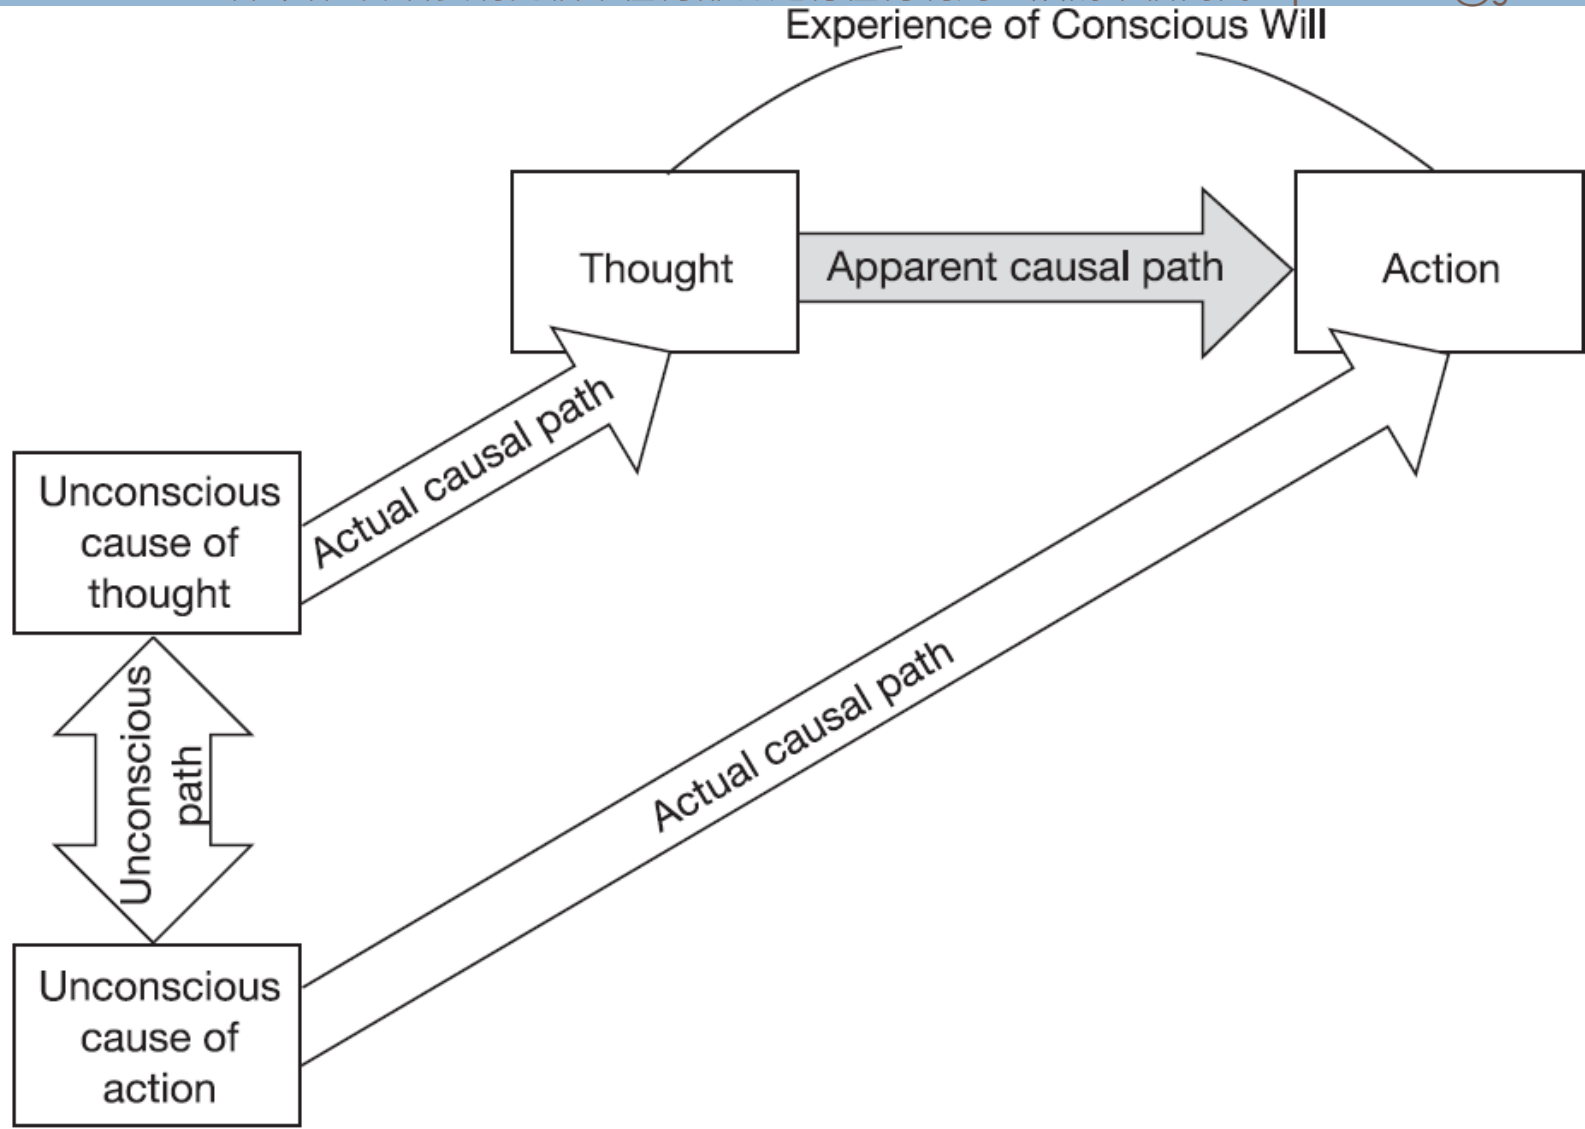 Experience of Conscious Will
Thought
Apparent causal path
Action
Actual causal path
Unconscious
cause of
thought
Unconscious
path
Actual causal path
Unconscious
cause of
action